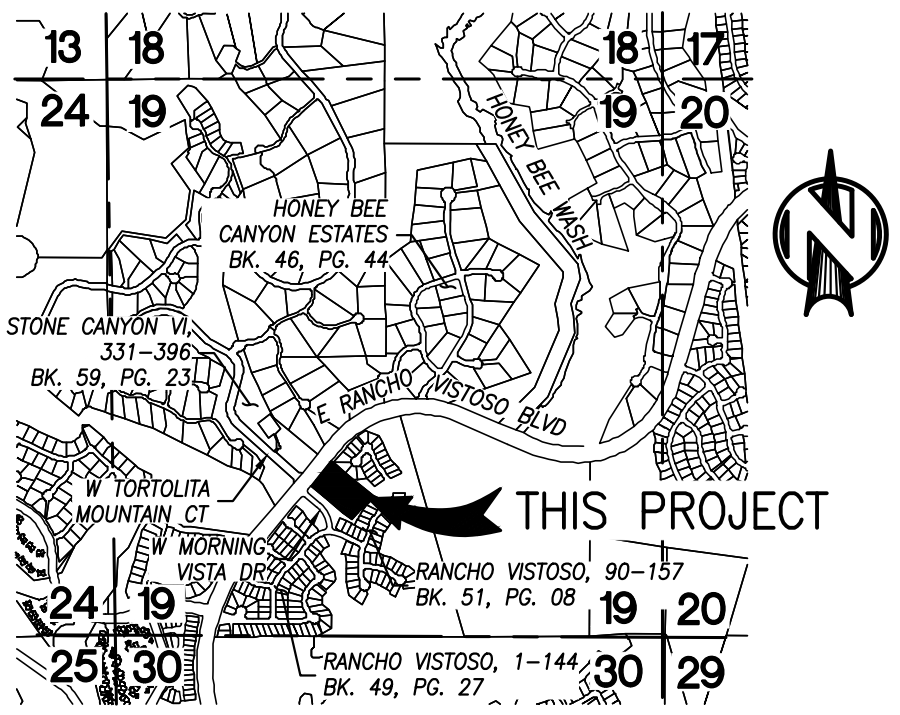 13 18 18 17
24 19 19 20
HONEY BEE WASH
N
HONEY BEE
CANYON ESTATES
BK. 46, PG. 44
STONE CANYON VI,
331-396
BK. 59, PG. 23
E RANCHO VISTOSO BLVD
W TORTOLITA
MOUNTAIN CT
THIS PROJECT
W MORNING
VISTA DR
RANCHO VISTOSO, 90-157
BK. 51, PG. 08
24 19 19 20
25 30 30 29
RANCHO VISTOSO, 1-144
BK. 49, PG. 27